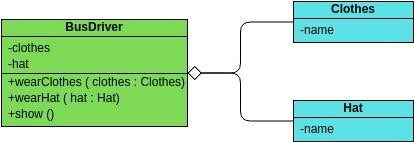 BusDriver
-clothes
-hat
+wearClothes ( clothes : Clothes)
+wearHat ( hat : Hat)
+show ()
Clothes
-name
Hat
-name